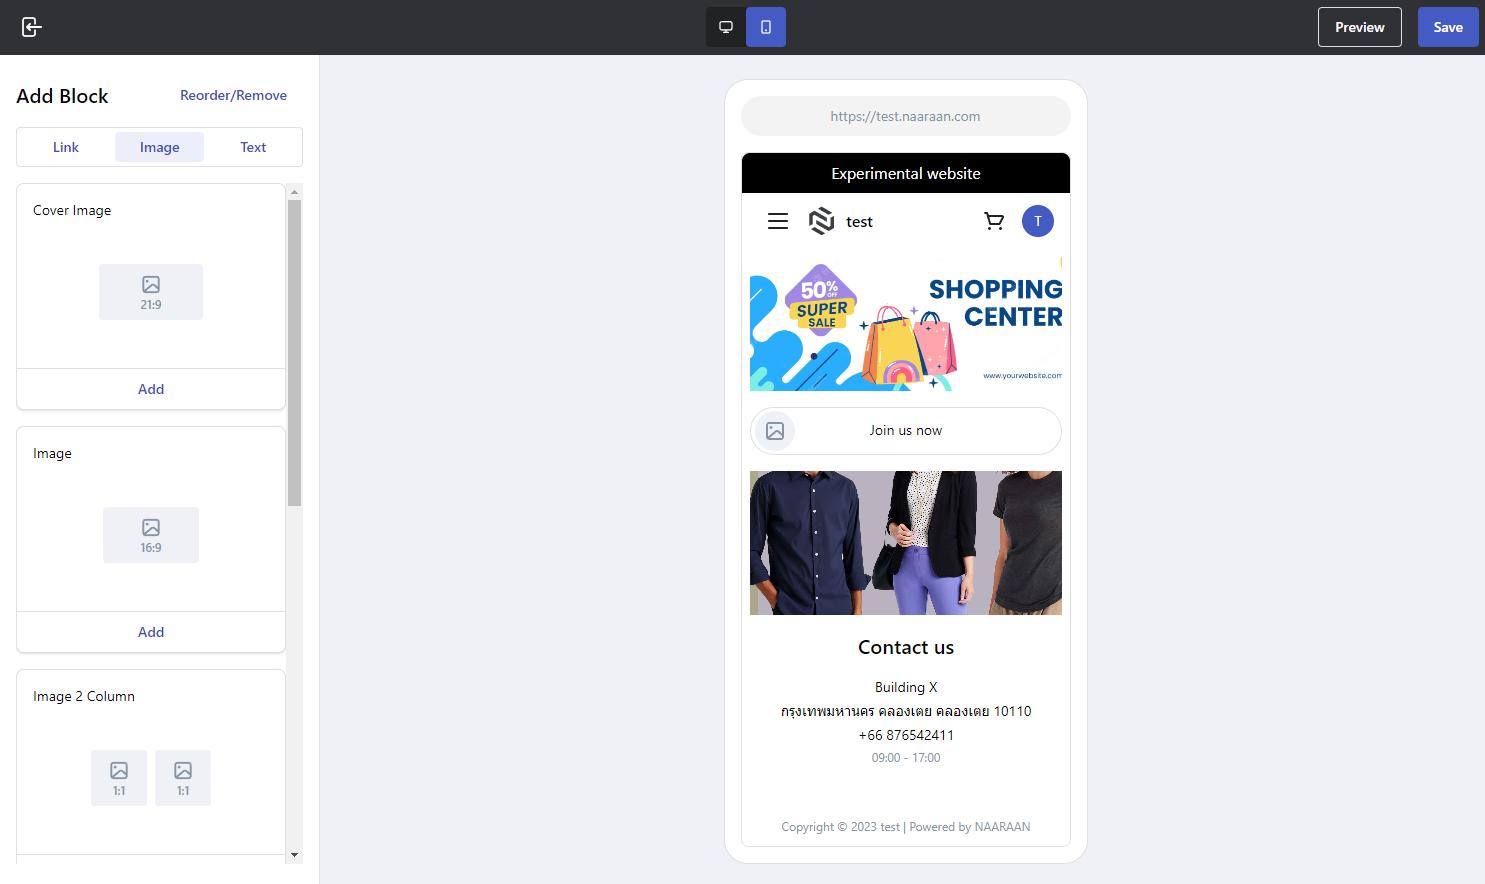 Preview
Save
Add Block
Reorder/Remove
Link
Image
Text
Cover Image
21:9
Add
Image
16:9
Add
Image 2 Column
1:1
1:1
https://test.naaraan.com
Experimental website
test
T
50%
OFF
SUPER
SALE
SHOPPING
CENTER
www.yourwebsite.com
Join us now
Contact us
Building X
กรุงเทพมหานคร คลองเตย คลองเตย 10110
+66 876542411
09:00 - 17:00
Copyright © 2023 test | Powered by NAARAAN